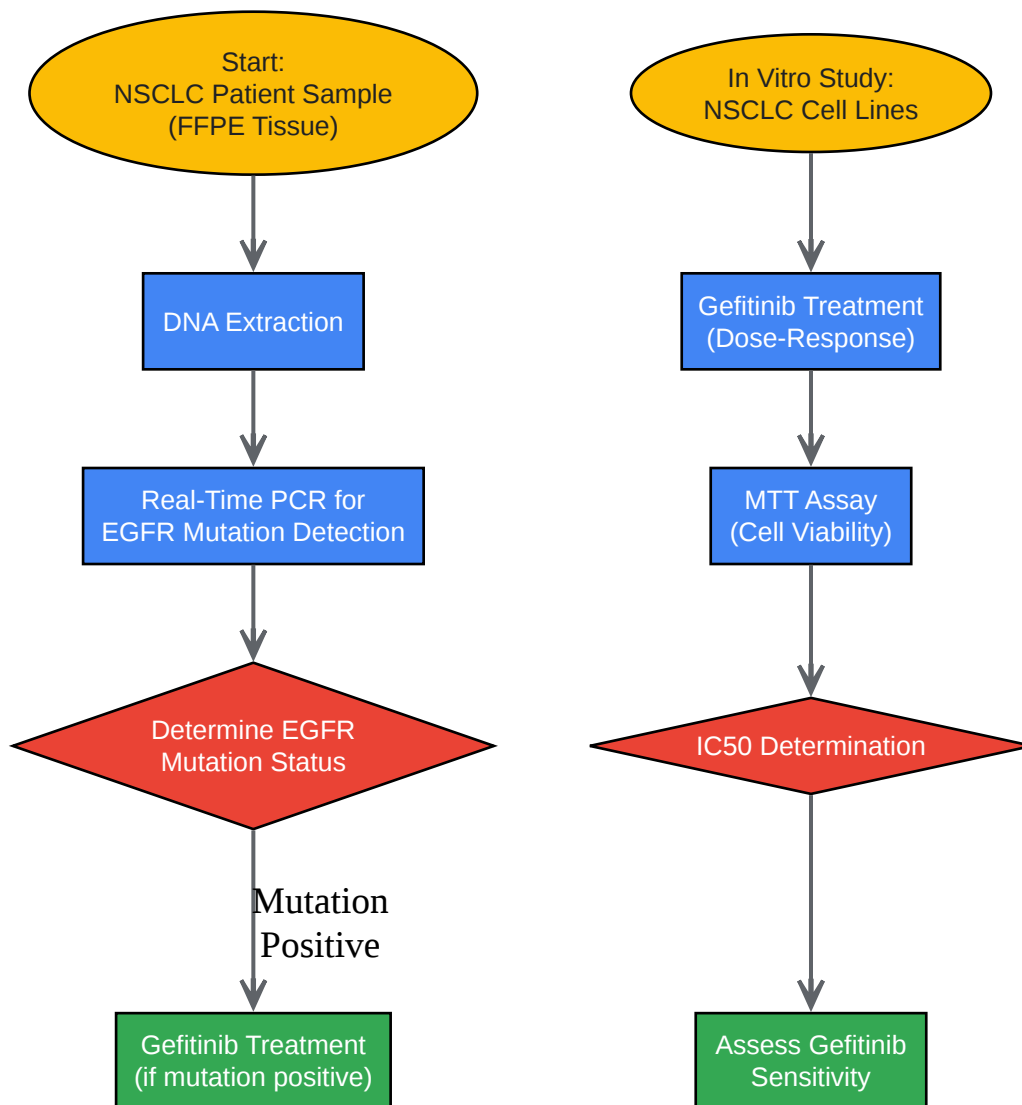 Start:
NSCLC Patient Sample
(FFPE Tissue)
DNA Extraction
Real-Time PCR for
EGFR Mutation Detection
Determine EGFR
Mutation Status
Mutation
Positive
Gefitinib Treatment
(if mutation positive)
In Vitro Study:
NSCLC Cell Lines
Gefitinib Treatment
(Dose-Response)
MTT Assay
(Cell Viability)
IC50 Determination
Assess Gefitinib
Sensitivity